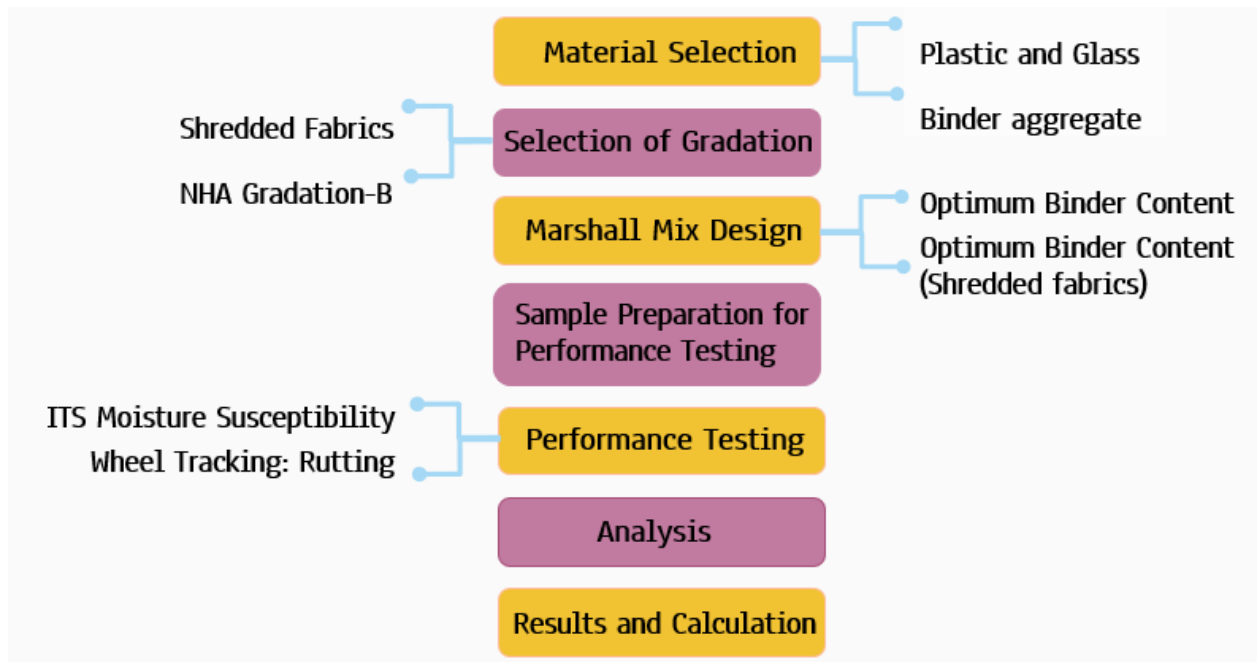 Material Selection
Plastic and Glass
Binder aggregate
Selection of Gradation
Shredded Fabrics
NHA Gradation-B
Marshall Mix Design
Optimum Binder Content
Optimum Binder Content
(Shredded fabrics)
Sample Preparation for
Performance Testing
Performance Testing
ITS Moisture Susceptibility
Wheel Tracking: Rutting
Analysis
Results and Calculation